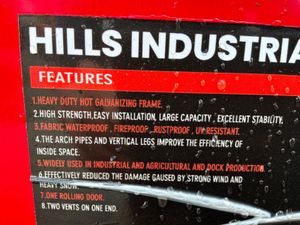 HILLS INDUSTRIA
FEATURES
1.HEAVY DUTY HOT GALVANIZING FRAME.
2.HIGH STRENGTH,EASY INSTALLATION, LARGE CAPACITY , EXCELLENT STABILITY.
3.FABRIC WATERPROOF , FIREPROOF , RUSTPROOF , UV RESISTANT.
4.THE ARCH PIPES AND VERTICAL LEGS IMPROVE THE EFFICIENCY OF
INSIDE SPACE.
5.WIDELY USED IN INDUSTRIAL AND AGRICULTURAL AND DOCK PRODUCTION.
6.EFFECTIVELY REDUCED THE DAMAGE CAUSED BY STRONG WIND AND
HEAVY SNOW.
7.ONE ROLLING DOOR.
8.TWO VENTS ON ONE END.